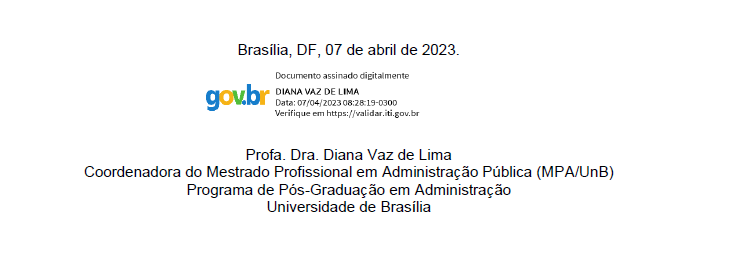 Brasília, DF, 07 de abril de 2023.
gov.br
Documento assinado digitalmente
DIANA VAZ DE LIMA
Data: 07/04/2023 08:28:19-0300
Verifique em https://validar.iti.gov.br
Profa. Dra. Diana Vaz de Lima
Coordenadora do Mestrado Profissional em Administração Pública (MPA/UnB)
Programa de Pós-Graduação em Administração
Universidade de Brasília